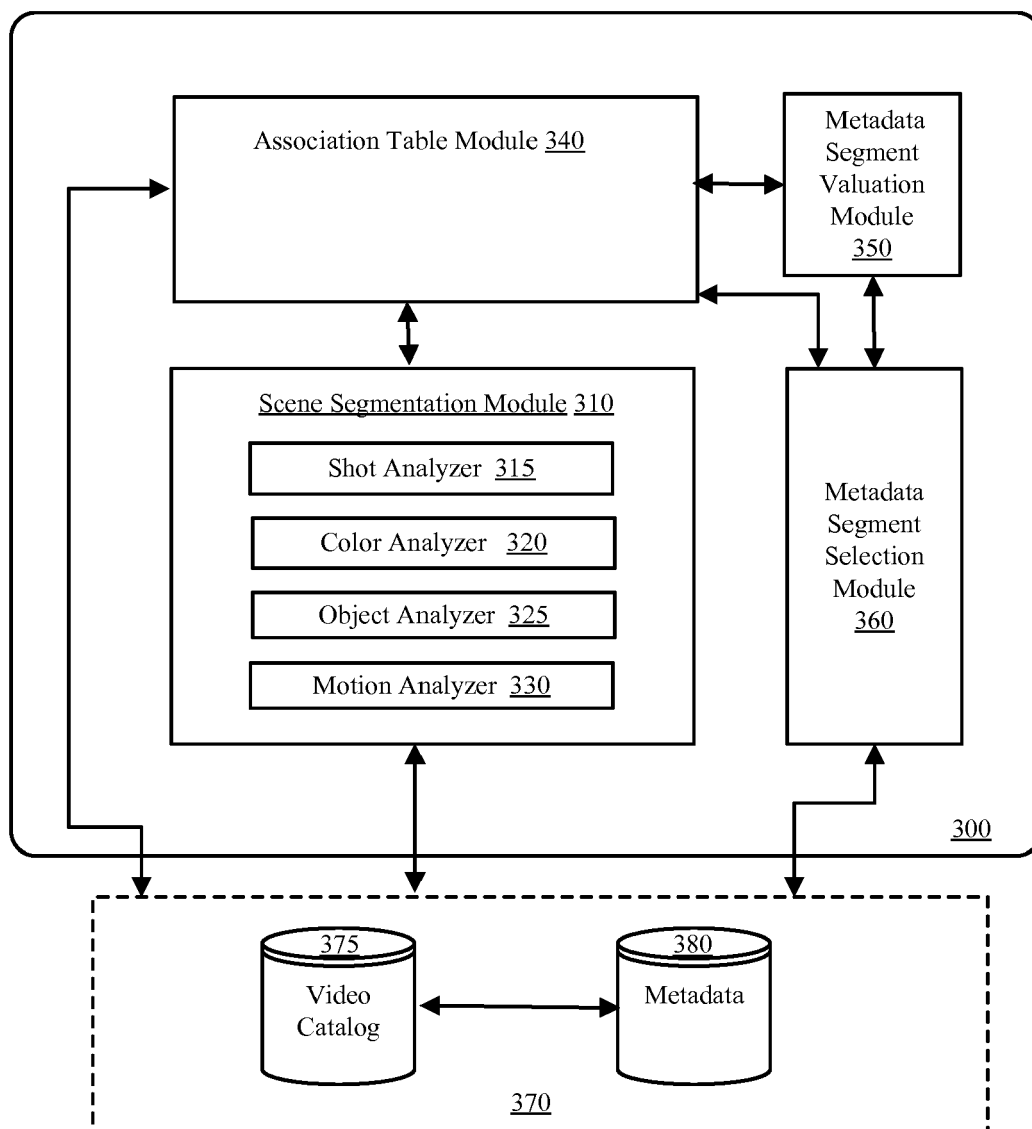 Association Table Module 340
Metadata
Segment
Valuation
Module
350
Scene Segmentation Module 310
Shot Analyzer 315
Color Analyzer 320
Object Analyzer 325
Motion Analyzer 330
Metadata
Segment
Selection
Module
360
300
375
Video
Catalog
380
Metadata
370